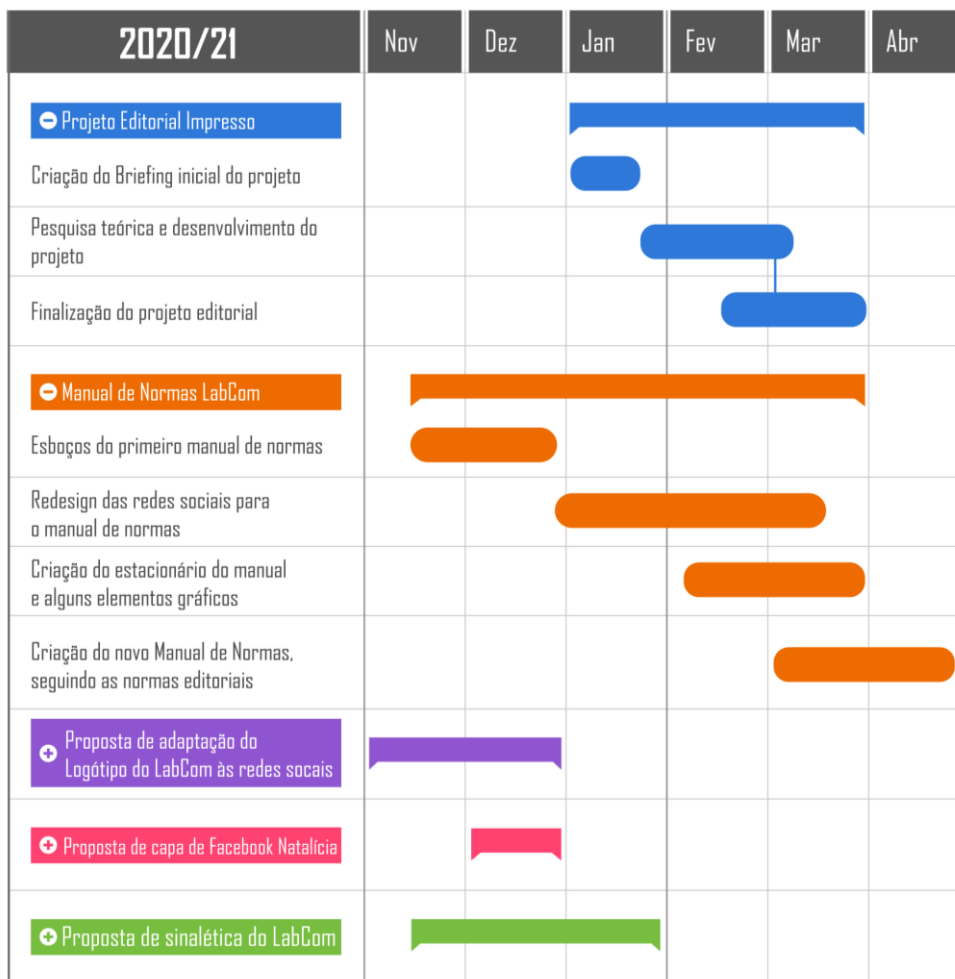 2020/21 Nov Dez Jan Fev Mar Abr
Projeto Editorial Impresso
Criação do Briefing inicial do projeto
Pesquisa teórica e desenvolvimento do
projeto
Finalização do projeto editorial
Manual de Normas LabCom
Esboços do primeiro manual de normas
Redesign das redes sociais para
o manual de normas
Criação do estacionário do manual
e alguns elementos gráficos
Criação do novo Manual de Normas,
seguindo as normas editoriais
Proposta de adaptação do
Logótipo do LabCom às redes socais
Proposta de capa de Facebook Natalícia
Proposta de sinalética do LabCom